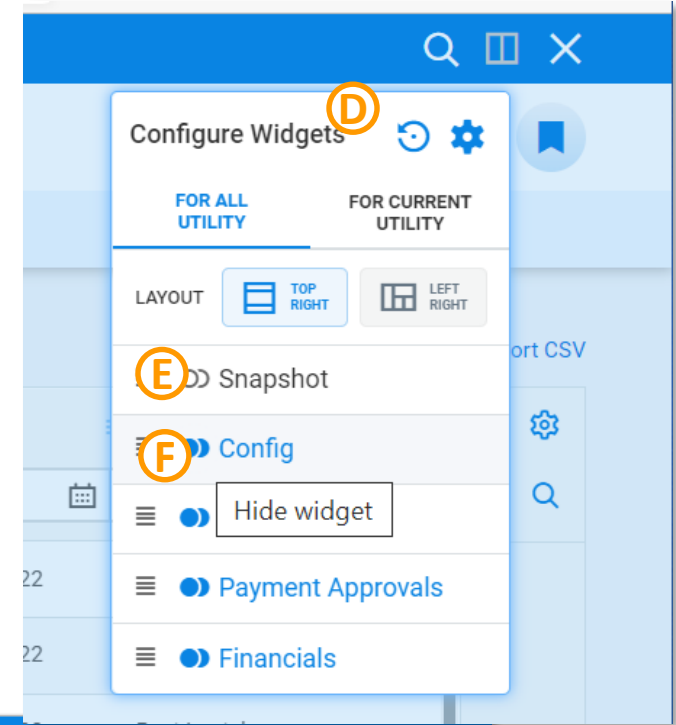 D
Configure Widgets
FOR ALL
UTILITY
FOR CURRENT
UTILITY
LAYOUT
TOP
RIGHT
LEFT
RIGHT
ort CSV
E
Snapshot
F
Config
Hide widget
22
Payment Approvals
22
Financials